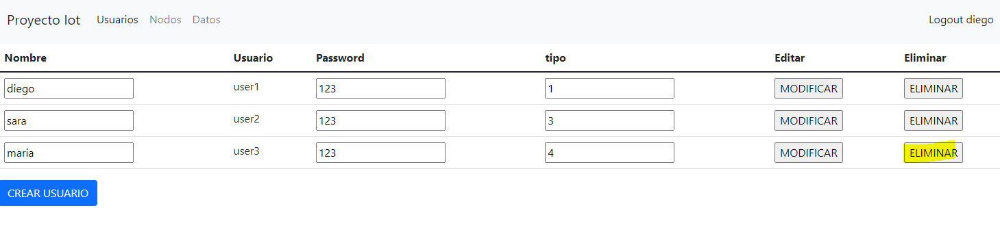 Proyecto Iot Usuarios Nodos Datos Logout diego
Nombre Usuario Password tipo Editar Eliminar
diego user1 123 1 MODIFICAR ELIMINAR
sara user2 123 3 MODIFICAR ELIMINAR
maria user3 123 4 MODIFICAR ELIMINAR
CREAR USUARIO